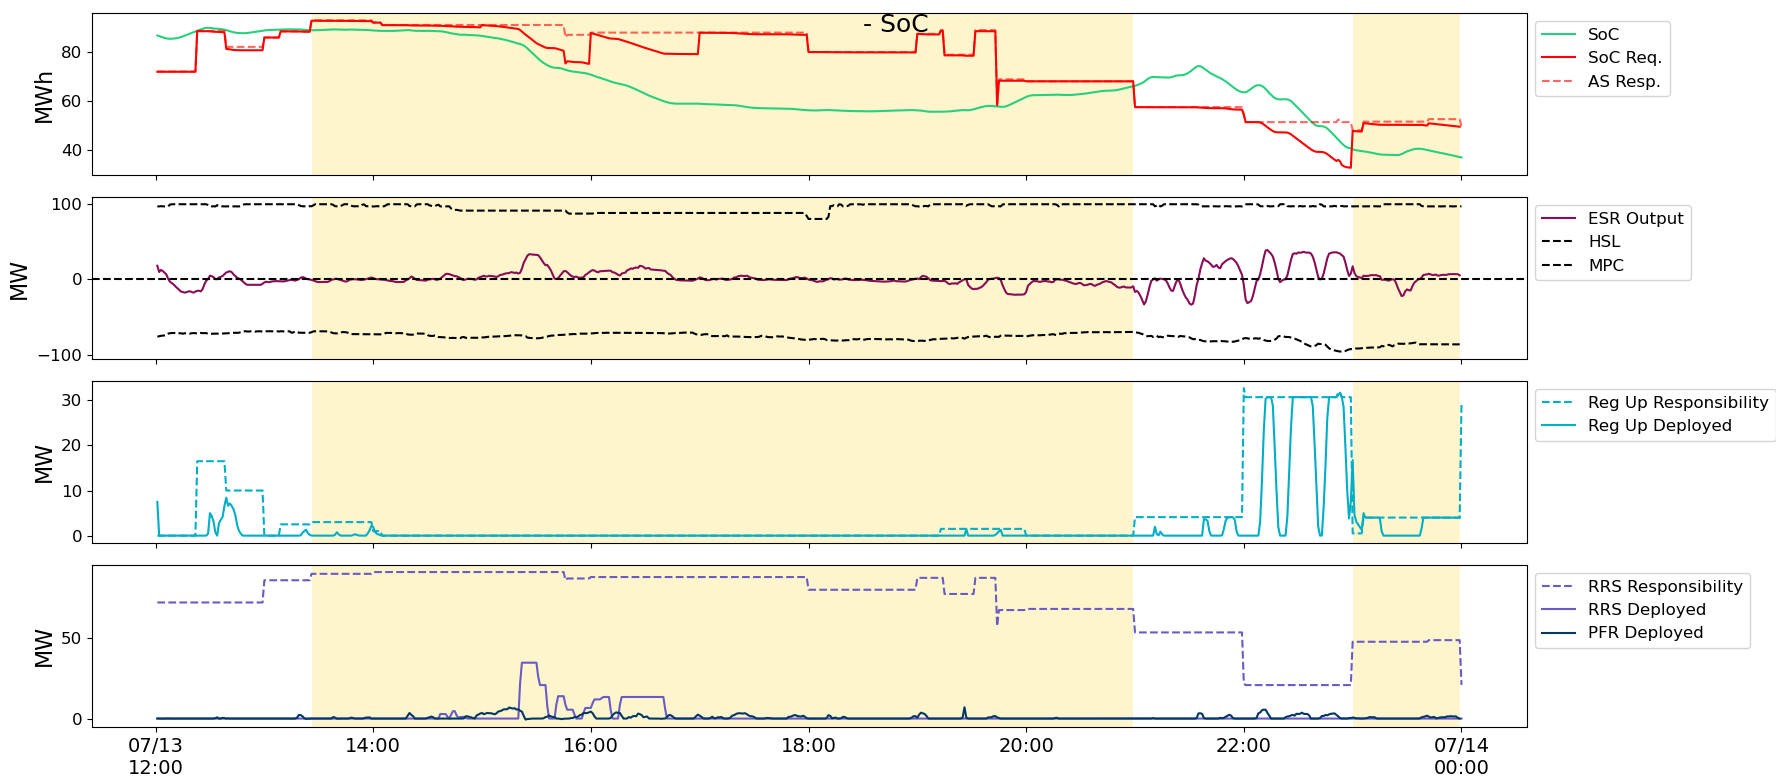 - SoC
MWh
80
60
40
SoC
SoC Req.
AS Resp.
MW
100
0
−100
ESR Output
HSL
MPC
MW
30
20
10
0
Reg Up Responsibility
Reg Up Deployed
MW
50
0
RRS Responsibility
RRS Deployed
PFR Deployed
07/13
12:00
14:00
16:00
18:00
20:00
22:00
07/14
00:00